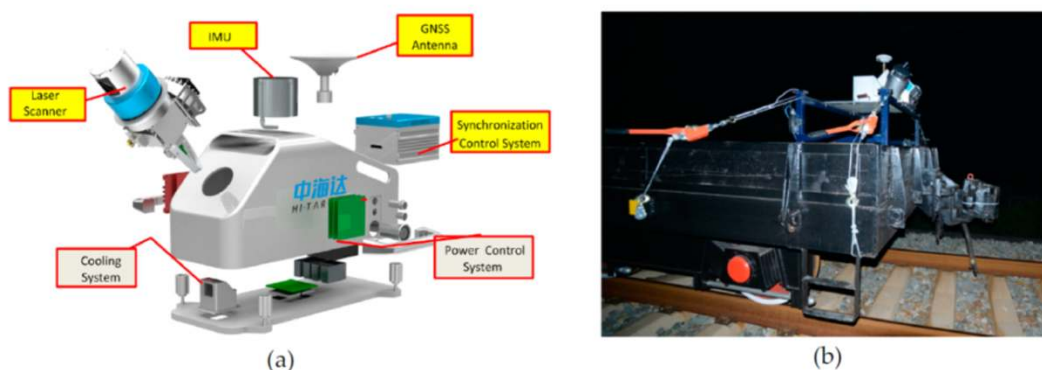 IMU
GNSS
Antenna
Laser
Scanner
Synchronization
Control System
中海达
HI-TAR
Cooling
System
Power Control
System
(a)
(b)